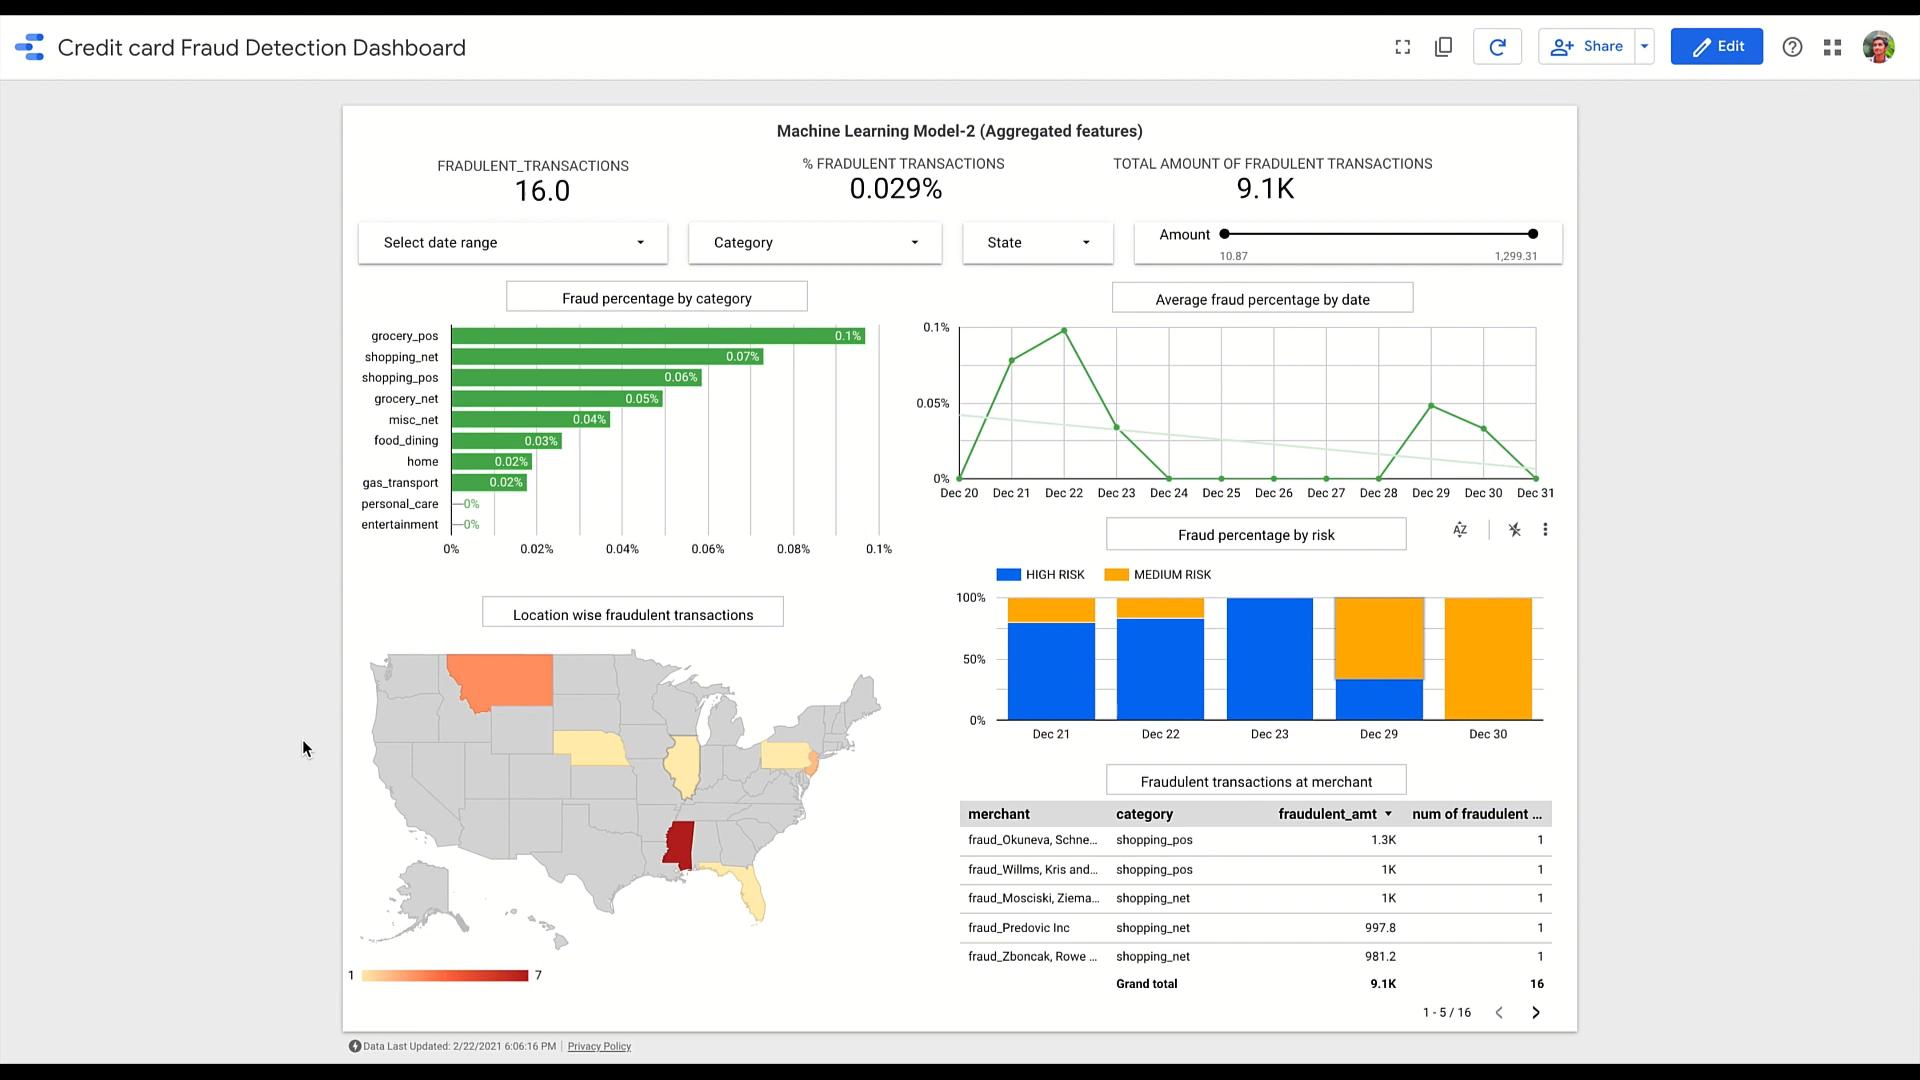 Credit card Fraud Detection Dashboard
Share
Edit
Machine Learning Model-2 (Aggregated features)
FRADULENT_TRANSACTIONS
16.0
% FRADULENT TRANSACTIONS
0.029%
TOTAL AMOUNT OF FRADULENT TRANSACTIONS
9.1K
Select date range
Category
State
Amount
10.87
1,299.31
Fraud percentage by category
grocery_pos 0.1%
shopping_net 0.07%
shopping_pos 0.06%
grocery_net 0.05%
misc_net 0.04%
food_dining 0.03%
home 0.02%
gas_transport 0.02%
personal_care 0%
entertainment 0%
0% 0.02% 0.04% 0.06% 0.08% 0.1%
Average fraud percentage by date
0.1%
0.05%
0%
Dec 20 Dec 21 Dec 22 Dec 23 Dec 24 Dec 25 Dec 26 Dec 27 Dec 28 Dec 29 Dec 30 Dec 31
Fraud percentage by risk
AZ
HIGH RISK MEDIUM RISK
100%
50%
0%
Dec 21 Dec 22 Dec 23 Dec 29 Dec 30
Location wise fraudulent transactions
1 7
Fraudulent transactions at merchant
merchant category fraudulent_amt num of fraudulent ...
fraud_Okuneva, Schne... shopping_pos 1.3K 1
fraud_Willms, Kris and... shopping_pos 1K 1
fraud_Mosciski, Ziema... shopping_net 1K 1
fraud_Predovic Inc shopping_net 997.8 1
fraud_Zboncak, Rowe ... shopping_net 981.2 1
Grand total 9.1K 16
1 - 5 / 16
Data Last Updated: 2/22/2021 6:06:16 PM
Privacy Policy